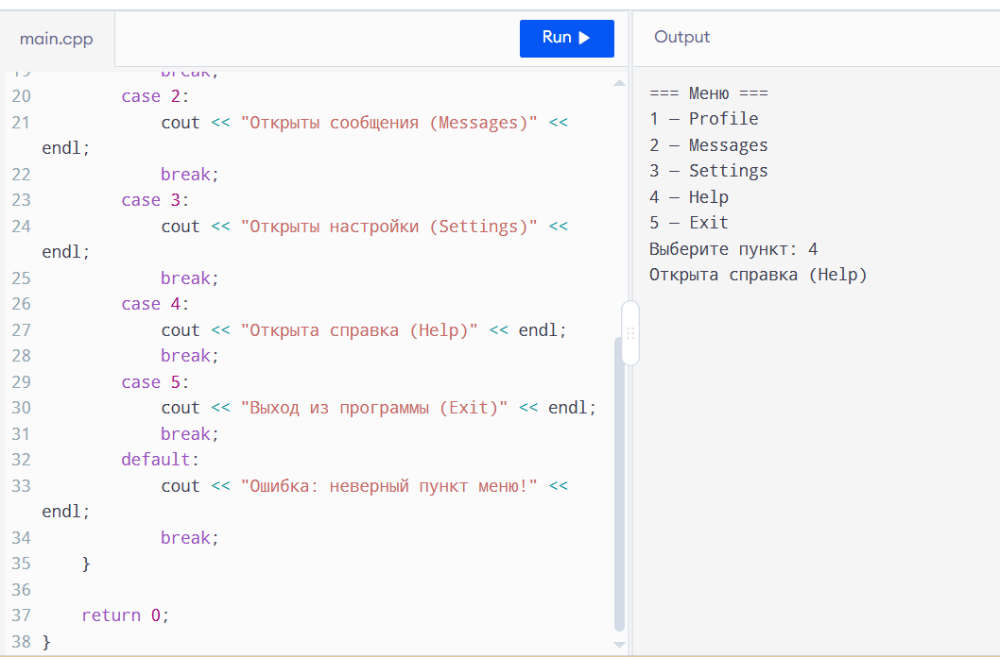 main.cpp
Run
Output
19 break;
20 case 2:
21 cout << "Открыты сообщения (Messages)" <<
endl;
22 break;
23 case 3:
24 cout << "Открыты настройки (Settings)" <<
endl;
25 break;
26 case 4:
27 cout << "Открыта справка (Help)" << endl;
28 break;
29 case 5:
30 cout << "Выход из программы (Exit)" << endl;
31 break;
32 default:
33 cout << "Ошибка: неверный пункт меню!" <<
endl;
34 break;
35 }
36
37 return 0;
38 }
=== Меню ===
1 — Profile
2 — Messages
3 — Settings
4 — Help
5 — Exit
Выберите пункт: 4
Открыта справка (Help)